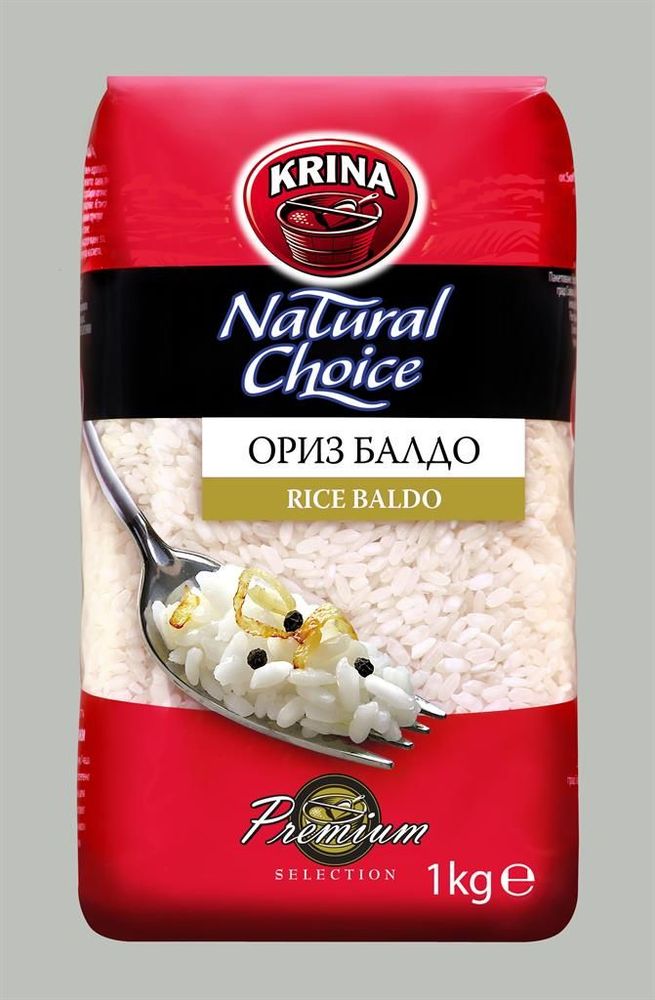 KRINA
Natural
Choice
ОРИЗ БАЛДО
RICE BALDO
Premium
SELECTION
1kg ℮